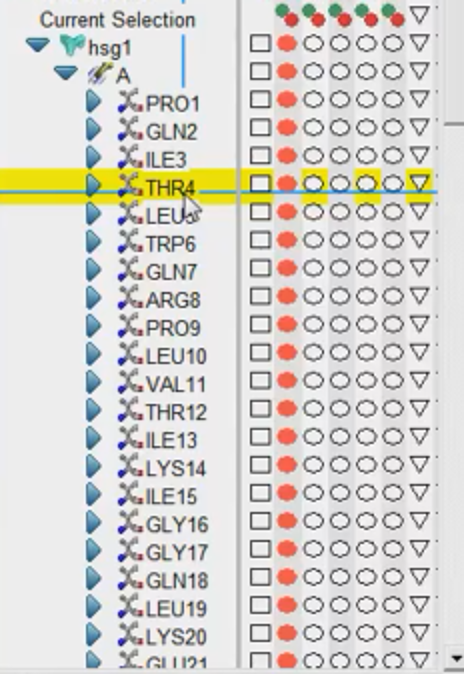 Current Selection
hsg1
A
PRO1
GLN2
ILE3
THR4
LEU5
TRP6
GLN7
ARG8
PRO9
LEU10
VAL11
THR12
ILE13
LYS14
ILE15
GLY16
GLY17
GLN18
LEU19
LYS20
GLU21